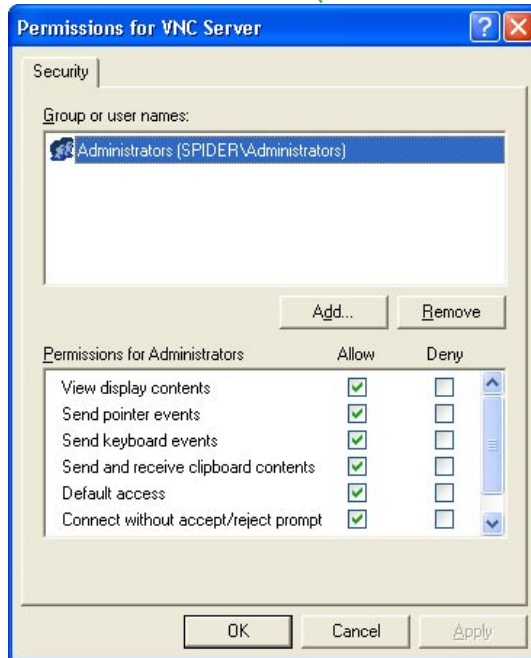 Permissions for VNC Server
Security
Group or user names:
Administrators (SPIDER\Administrators)
Add... Remove
Permissions for Administrators Allow Deny
View display contents
Send pointer events
Send keyboard events
Send and receive clipboard contents
Default access
Connect without accept/reject prompt
OK Cancel Apply